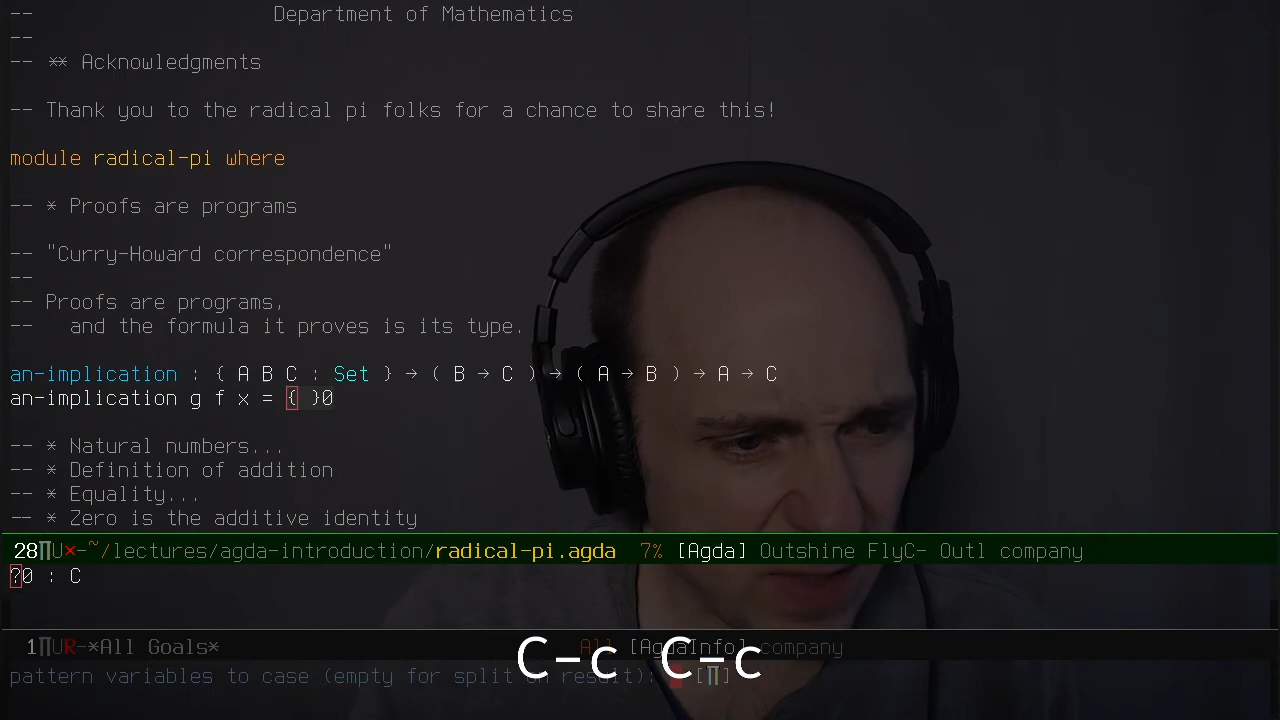 --                    Department of Mathematics
--
-- ** Acknowledgments
-- Thank you to the radical pi folks for a chance to share this!
module radical-pi where
-- * Proofs are programs
-- "Curry-Howard correspondence"
--
-- Proofs are programs,
--   and the formula it proves is its type.
an-implication : { A B C : Set } → ( B → C ) → ( A → B ) → A → C
an-implication g f x = { }0
-- * Natural numbers...
-- * Definition of addition
-- * Equality...
-- * Zero is the additive identity
28∏U×-~/lectures/agda-introduction/radical-pi.agda  7% [Agda] Outshine FlyC- Outl company
?0 : C
1∏UR-*All Goals*   All [AgdaInfo] company
C-c C-c
pattern variables to case (empty for split on result): [∏]